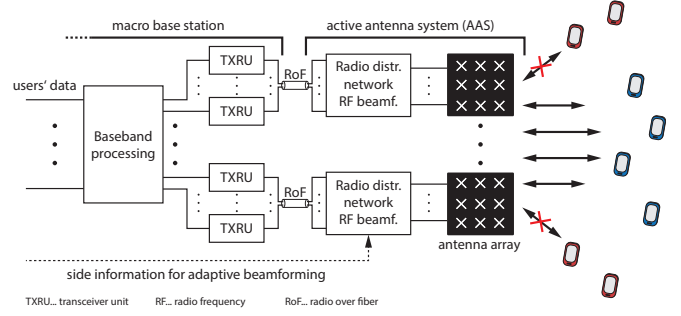 macro base station
active antenna system (AAS)
users' data
Baseband
processing
TXRU
TXRU
RoF
Radio distr.
network
RF beamf.
TXRU
TXRU
RoF
Radio distr.
network
RF beamf.
antenna array
side information for adaptive beamforming
TXRU... transceiver unit RF... radio frequency RoF... radio over fiber